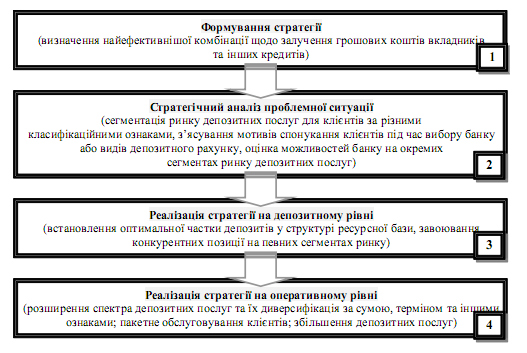 Формування стратегії
(визначення найефективнішої комбінації щодо залучення грошових коштів вкладників
та інших кредитів)
1
Стратегічний аналіз проблемної ситуації
(сегментація ринку депозитних послуг для клієнтів за різними
класифікаційними ознаками, з’ясування мотивів спонукання клієнтів під час вибору банку
або видів депозитного рахунку, оцінка можливостей банку на окремих
сегментах ринку депозитних послуг)
2
Реалізація стратегії на депозитному рівні
(встановлення оптимальної частки депозитів у структурі ресурсної бази, завоювання
конкурентних позиції на певних сегментах ринку)
3
Реалізація стратегії на оперативному рівні
(розширення спектра депозитних послуг та їх диверсифікація за сумою, терміном та іншими
ознаками; пакетне обслуговування клієнтів; збільшення депозитних послуг)
4